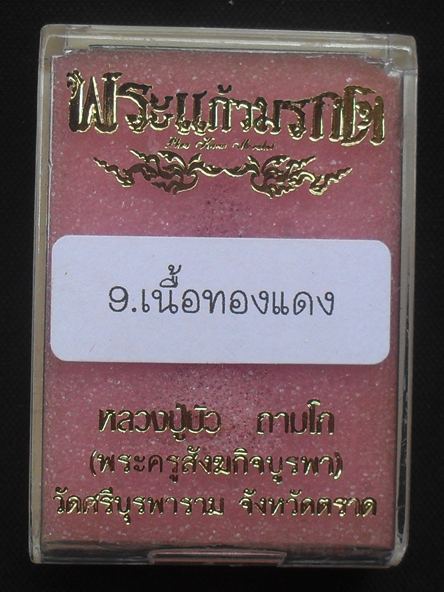 พระแก้วมรกต
Phra Kaew Morakot
9.เนื้อทองแดง
หลวงปู่บัว ถามโก
(พระครูสังฆกิจบูรพา)
วัดศรีบุรพาราม จังหวัดตราด